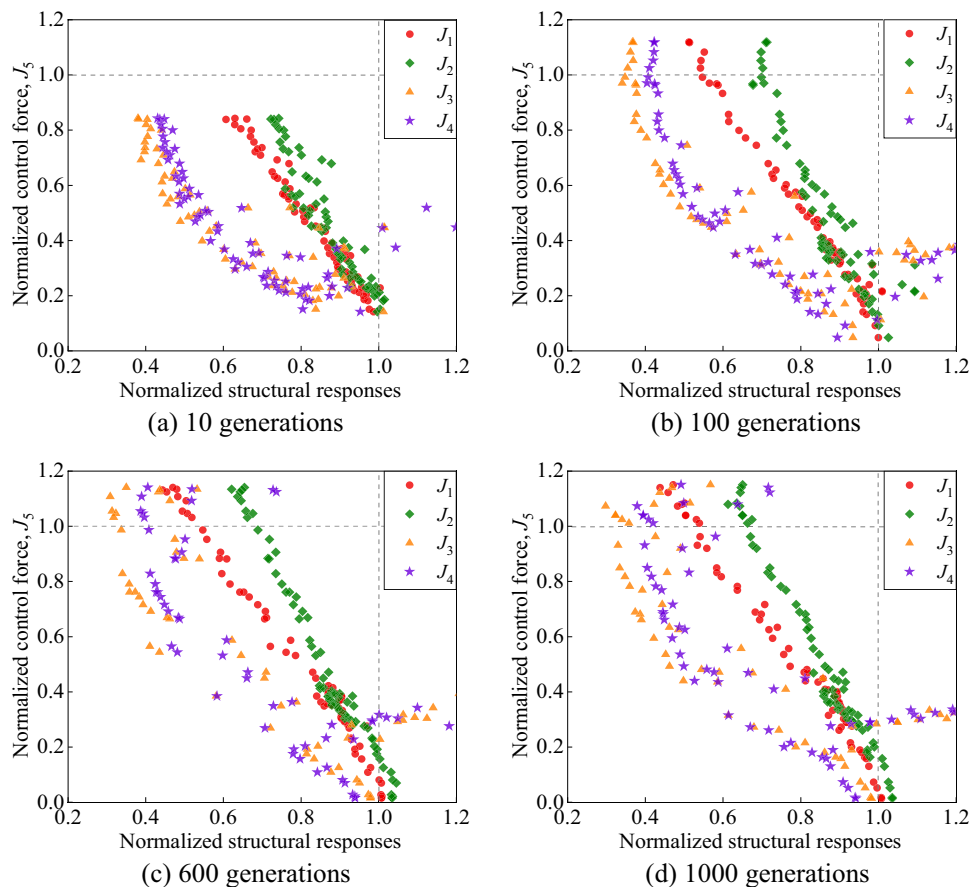 Normalized control force, J5
1.2
1.0
0.8
0.6
0.4
0.2
0.0
J1
J2
J3
J4
0.2 0.4 0.6 0.8 1.0 1.2
Normalized structural responses
(a) 10 generations
Normalized control force, J5
1.2
1.0
0.8
0.6
0.4
0.2
0.0
J1
J2
J3
J4
0.2 0.4 0.6 0.8 1.0 1.2
Normalized structural responses
(b) 100 generations
Normalized control force, J5
1.2
1.0
0.8
0.6
0.4
0.2
0.0
J1
J2
J3
J4
0.2 0.4 0.6 0.8 1.0 1.2
Normalized structural responses
(c) 600 generations
Normalized control force, J5
1.2
1.0
0.8
0.6
0.4
0.2
0.0
J1
J2
J3
J4
0.2 0.4 0.6 0.8 1.0 1.2
Normalized structural responses
(d) 1000 generations